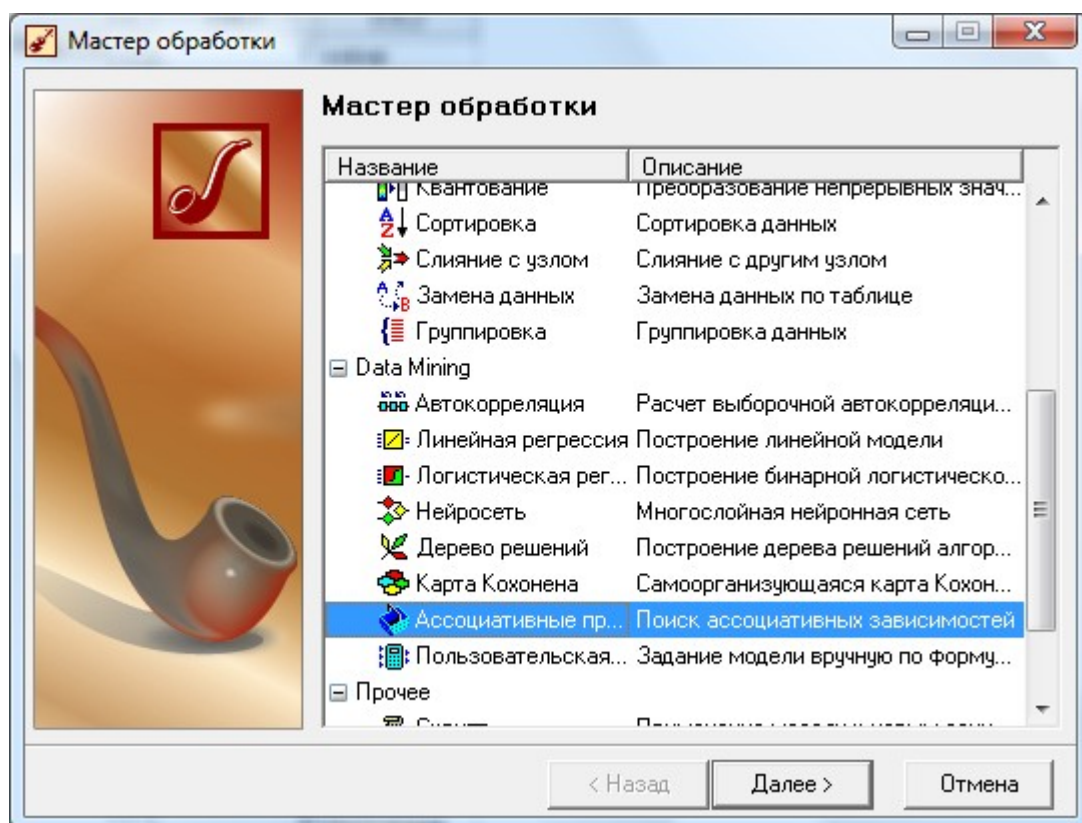 Мастер обработки
Мастер обработки
Название Описание
Квантование Преобразование непрерывных знач...
Сортировка Сортировка данных
Слияние с узлом Слияние с другим узлом
Замена данных Замена данных по таблице
Группировка Группировка данных
Data Mining
Автокорреляция Расчет выборочной автокорреляци...
Линейная регрессия Построение линейной модели
Логистическая рег... Построение бинарной логистическо...
Нейросеть Многослойная нейронная сеть
Дерево решений Построение дерева решений алгор...
Карта Кохонена Самоорганизующаяся карта Кохон...
Ассоциативные пр... Поиск ассоциативных зависимостей
Пользовательская... Задание модели вручную по форму...
Прочее
< Назад Далее > Отмена